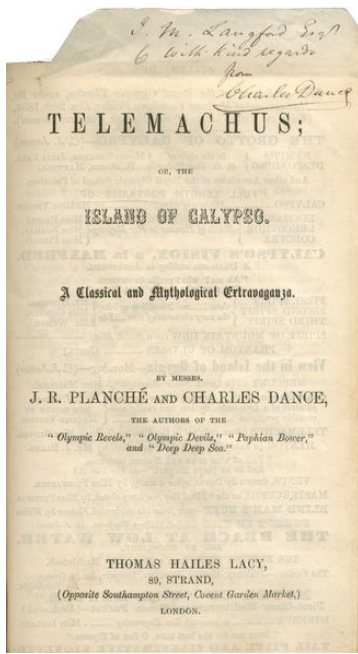 J. M. Langford Esqr
with kind regards
from
Charles Dance
TELEMACHUS;
OR, THE
ISLAND OF CALYPSO.
A Classical and Mythological Extravaganza.
BY MESSRS.
J. R. PLANCHÉ AND CHARLES DANCE,
THE AUTHORS OF THE
"Olympic Revels," "Olympic Devils," "Paphian Bower,"
and "Deep Deep Sea."
THOMAS HAILES LACY,
89, STRAND,
(Opposite Southampton Street, Covent Garden Market,)
LONDON.